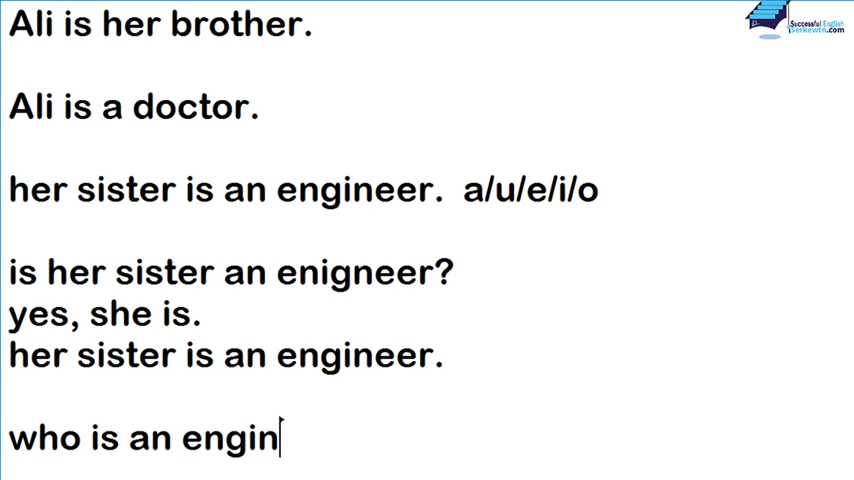 Ali is her brother.
Successful English
Serkewtn.com
Ali is a doctor.
her sister is an engineer.  a/u/e/i/o
is her sister an enigneer?
yes, she is.
her sister is an engineer.
who is an engin